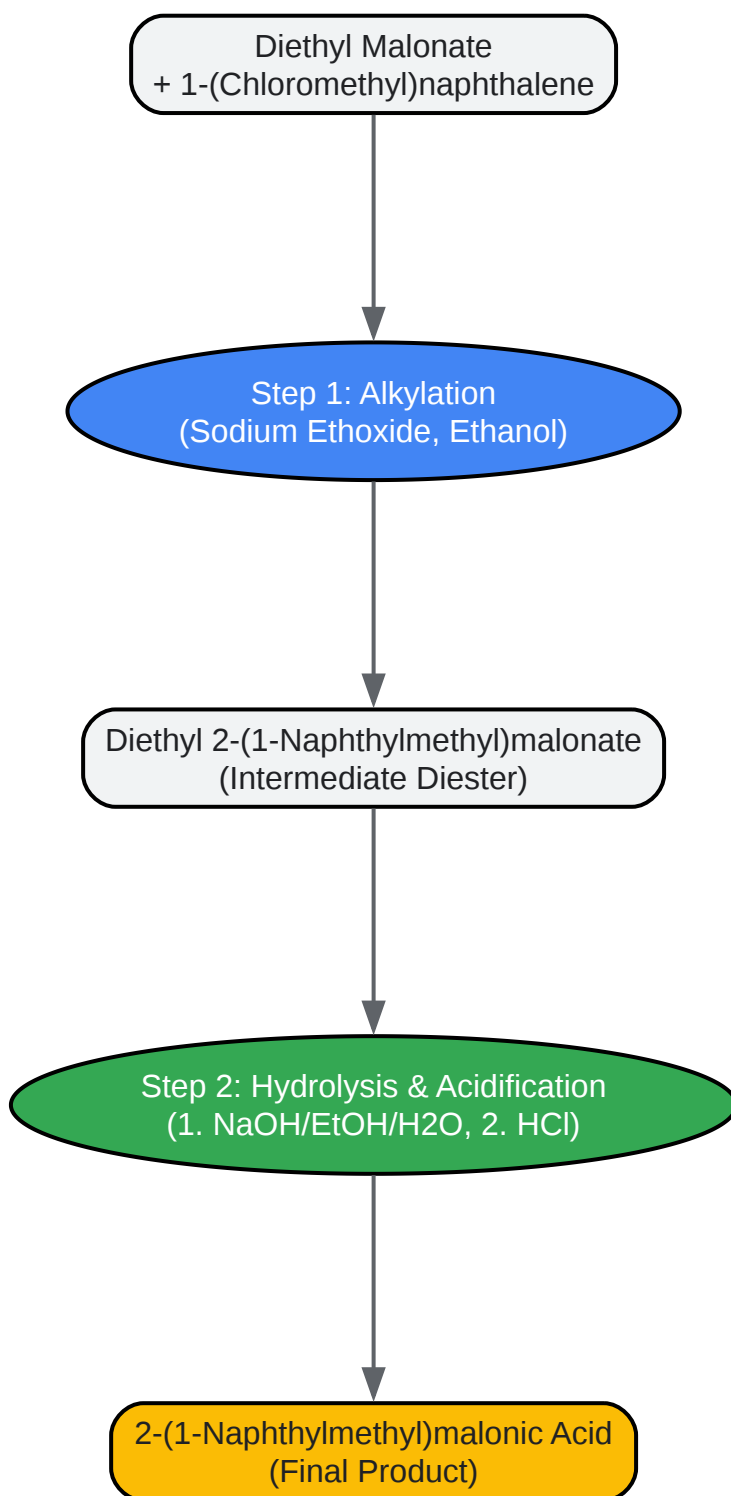 Diethyl Malonate
+ 1-(Chloromethyl)naphthalene
Step 1: Alkylation
(Sodium Ethoxide, Ethanol)
Diethyl 2-(1-Naphthylmethyl)malonate
(Intermediate Diester)
Step 2: Hydrolysis & Acidification
(1. NaOH/EtOH/H2O, 2. HCl)
2-(1-Naphthylmethyl)malonic Acid
(Final Product)